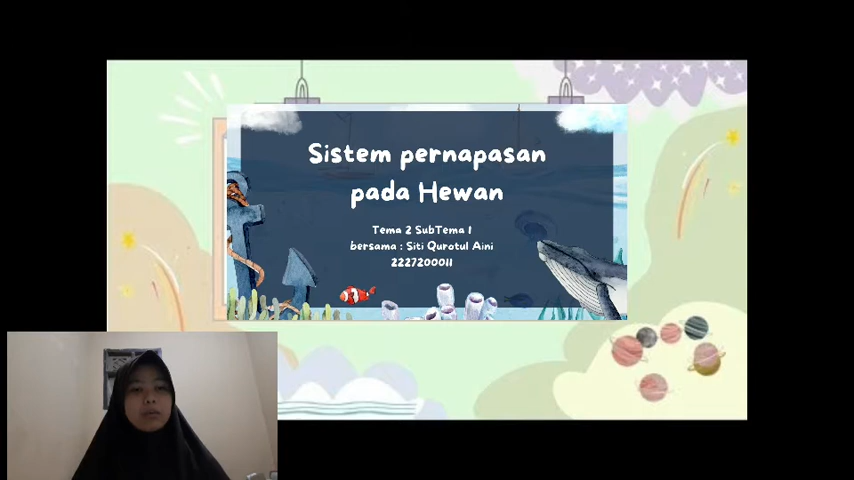 Sistem pernapasan
pada Hewan
Tema 2 SubTema 1
bersama : Siti Qurotul Aini
2227200011